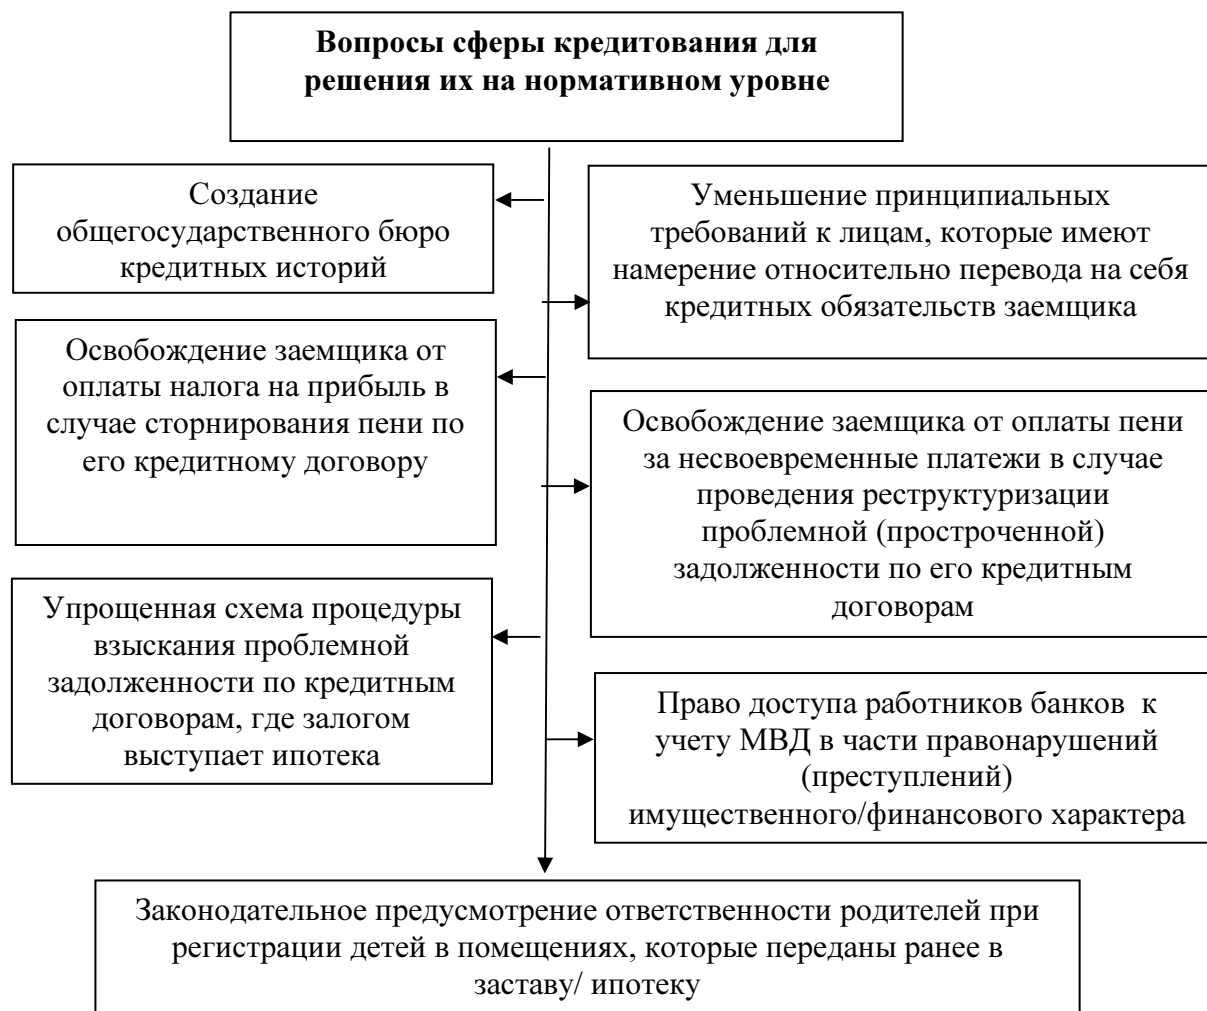 Вопросы сферы кредитования для
решения их на нормативном уровне
Создание
общегосударственного бюро
кредитных историй
Уменьшение принципиальных
требований к лицам, которые имеют
намерение относительно перевода на себя
кредитных обязательств заемщика
Освобождение заемщика от
оплаты налога на прибыль в
случае сторнирования пени по
его кредитному договору
Освобождение заемщика от оплаты пени
за несвоевременные платежи в случае
проведения реструктуризации
проблемной (простроченной)
задолженности по его кредитным
договорам
Упрощенная схема процедуры
взыскания проблемной
задолженности по кредитным
договорам, где залогом
выступает ипотека
Право доступа работников банков к
учету МВД в части правонарушений
(преступлений)
имущественного/финансового характера
Законодательное предусмотрение ответственности родителей при
регистрации детей в помещениях, которые переданы ранее в
заставу/ ипотеку